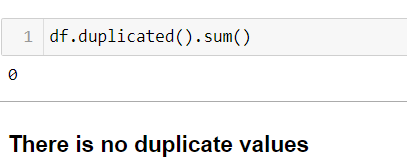 1 df.duplicated().sum()
0
There is no duplicate values